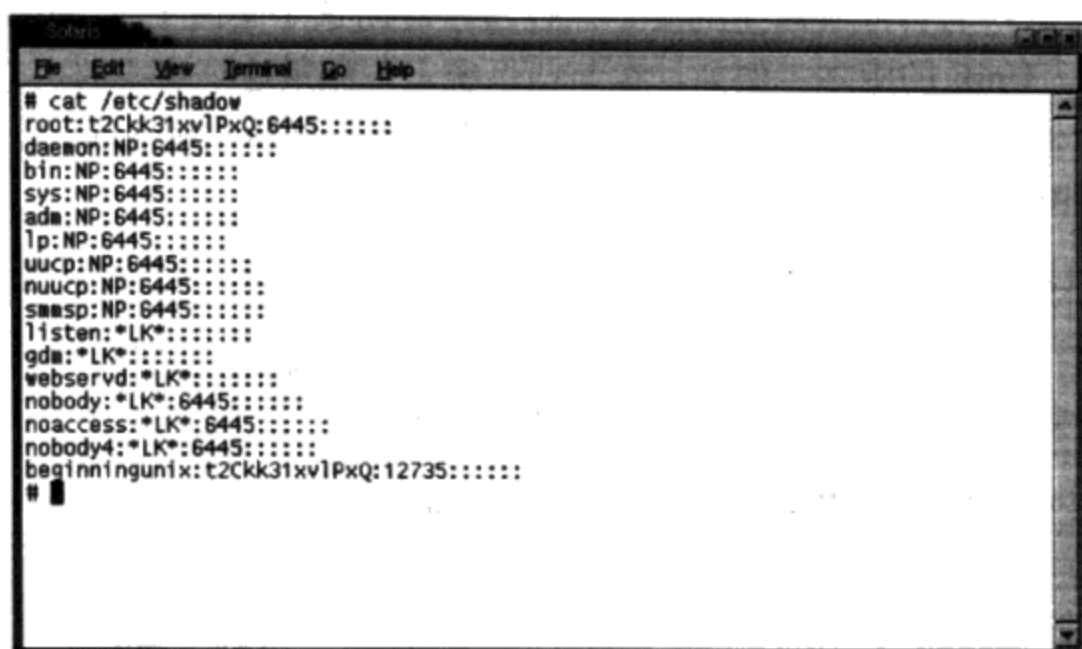 Solaris
File Edit View Terminal Go Help
# cat /etc/shadow
root:t2Ckk31xvlPxQ:6445::::::
daemon:NP:6445::::::
bin:NP:6445::::::
sys:NP:6445::::::
adm:NP:6445::::::
lp:NP:6445::::::
uucp:NP:6445::::::
nuucp:NP:6445::::::
smmsp:NP:6445::::::
listen:*LK*:::::::
gdm:*LK*:::::::
webservd:*LK*:::::::
nobody:*LK*:6445::::::
noaccess:*LK*:6445::::::
nobody4:*LK*:6445::::::
beginningunix:t2Ckk31xvlPxQ:12735::::::
#